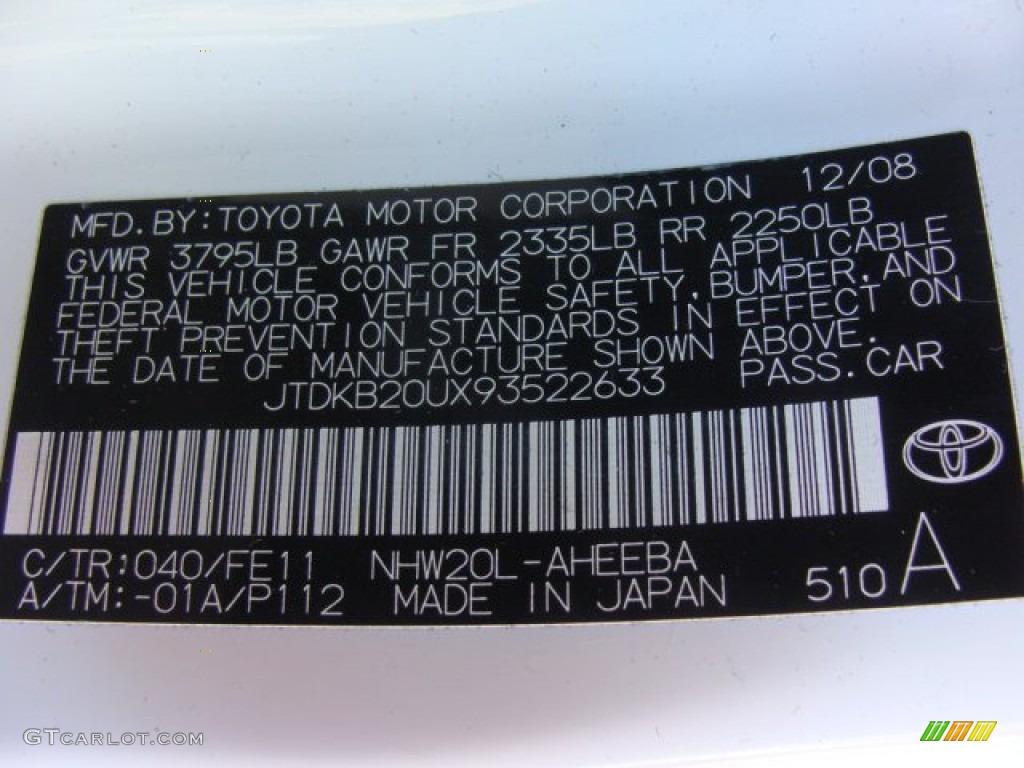 MFD.BY:TOYOTA MOTOR CORPORATION 12/08
GVWR 3795LB GAWR FR 2335LB RR 2250LB
THIS VEHICLE CONFORMS TO ALL APPLICABLE
FEDERAL MOTOR VEHICLE SAFETY,BUMPER,AND
THEFT PREVENTION STANDARDS IN EFFECT ON
THE DATE OF MANUFACTURE SHOWN ABOVE.
JTDKB20UX93522633 PASS.CAR
C/TR:040/FE11 NHW20L-AHEEBA
A/TM:-01A/P112 MADE IN JAPAN 510 A
GTCARLOT.COM